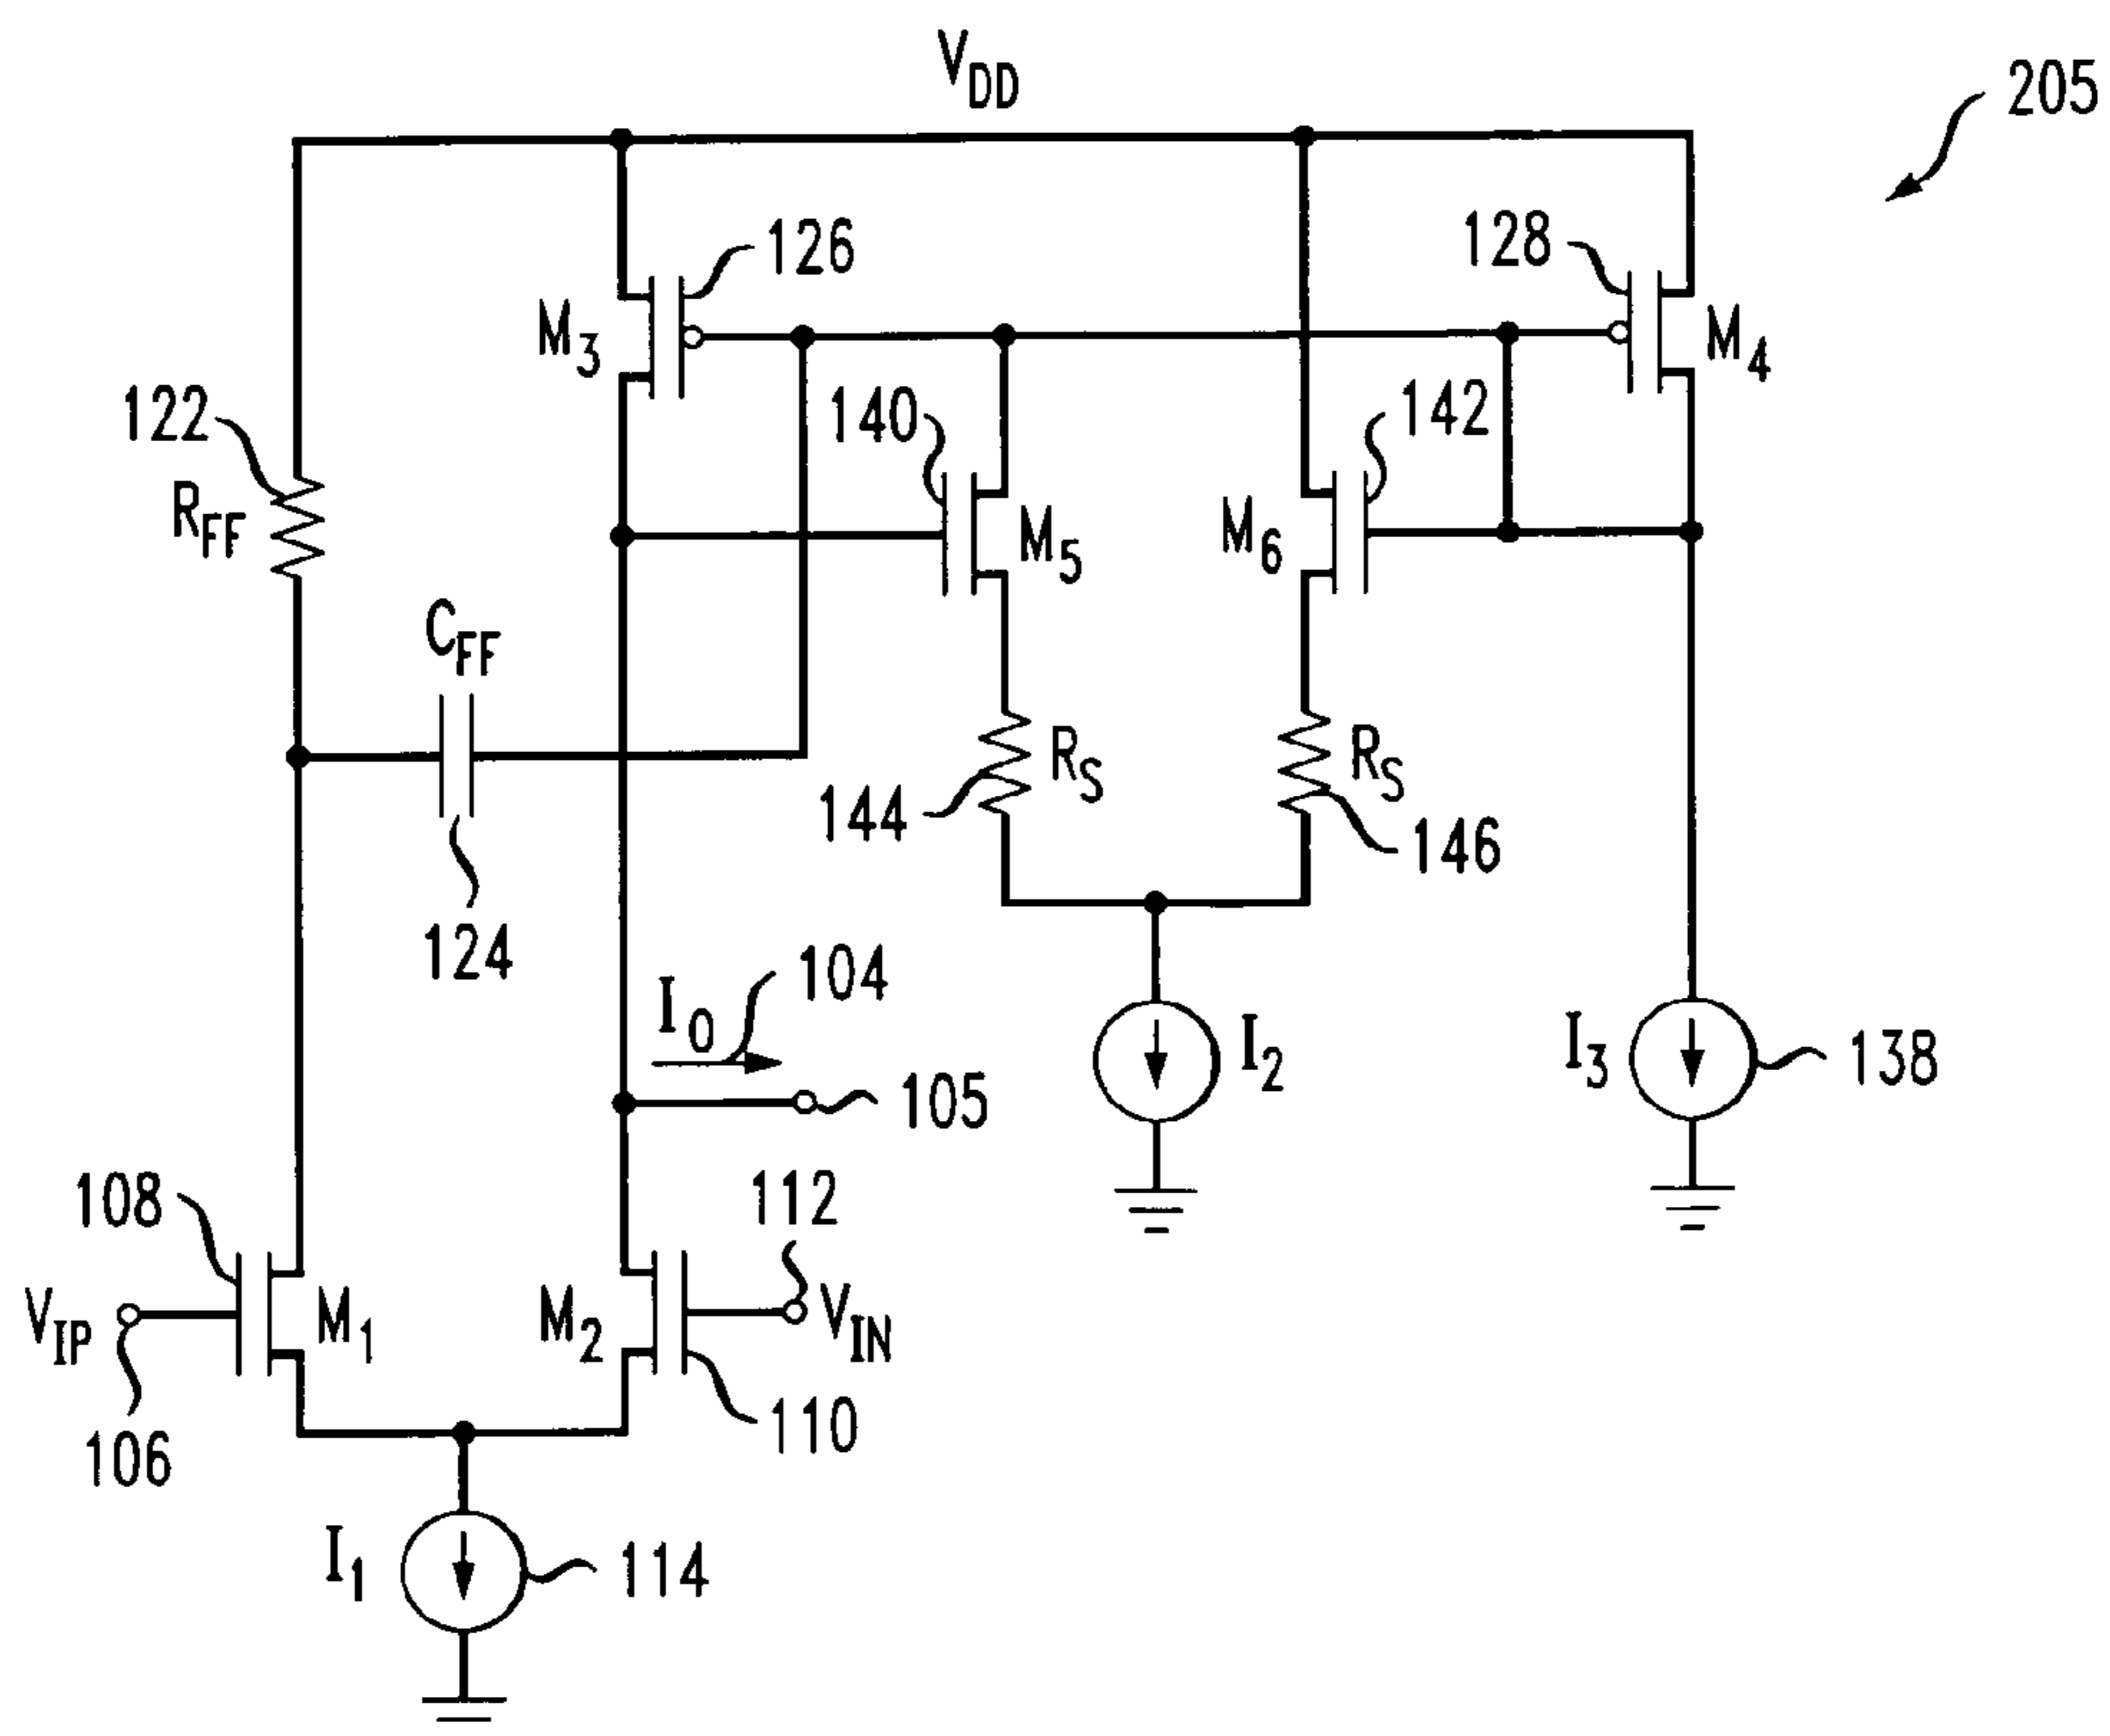 V_DD
205
126
128
M_3
M_4
122
140
142
R_FF
M_5
M_6
C_FF
R_S
R_S
144
146
124
104
I_O
I_2
I_3
138
105
108
112
V_IP
M_1
M_2
V_IN
106
110
I_1
114